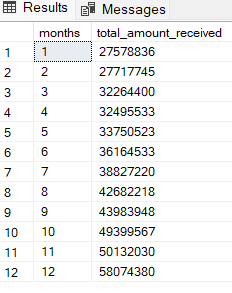 Results Messages
months total_amount_received
1 1 27578836
2 2 27717745
3 3 32264400
4 4 32495533
5 5 33750523
6 6 36164533
7 7 38827220
8 8 42682218
9 9 43983948
10 10 49399567
11 11 50132030
12 12 58074380